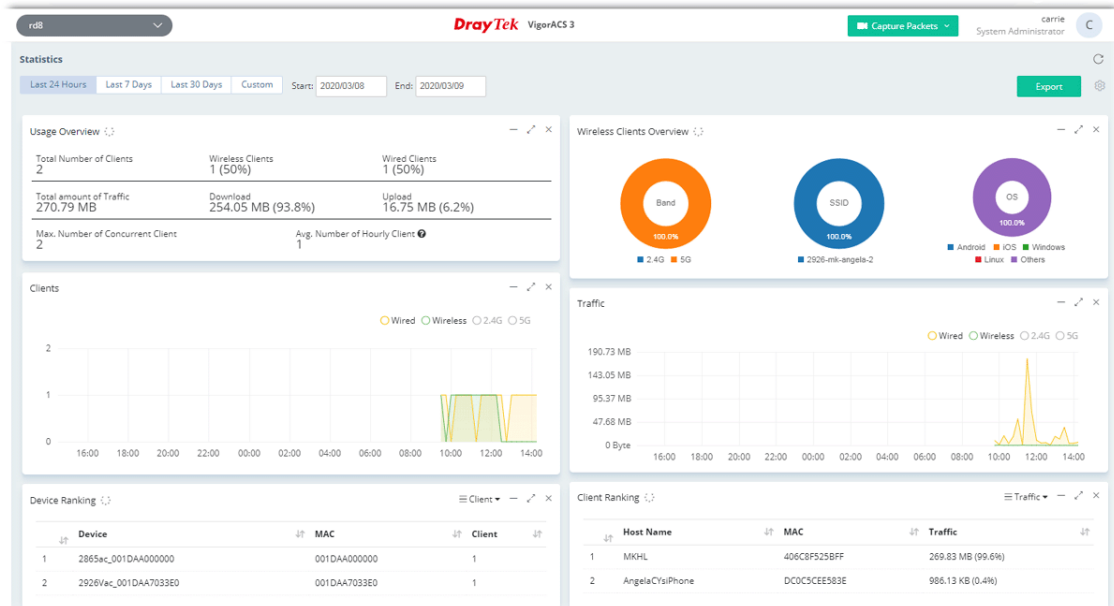 rd8
DrayTek VigorACS 3
Capture Packets
carrie
System Administrator
C
Statistics
Last 24 Hours Last 7 Days Last 30 Days Custom Start: 2020/03/08 End: 2020/03/09
Export
Usage Overview
Total Number of Clients Wireless Clients Wired Clients
2 1 (50%) 1 (50%)
Total amount of Traffic Download Upload
270.79 MB 254.05 MB (93.8%) 16.75 MB (6.2%)
Max. Number of Concurrent Client Avg. Number of Hourly Client
2 1
Wireless Clients Overview
Band
100.0%
2.4G 5G
SSID
100.0%
2926-mk-angela-2
OS
100.0%
Android iOS Windows
Linux Others
Clients
Wired Wireless 2.4G 5G
2
1
0
16:00 18:00 20:00 22:00 00:00 02:00 04:00 06:00 08:00 10:00 12:00 14:00
Traffic
Wired Wireless 2.4G 5G
190.73 MB
143.05 MB
95.37 MB
47.68 MB
0 Byte
16:00 18:00 20:00 22:00 00:00 02:00 04:00 06:00 08:00 10:00 12:00 14:00
Device Ranking
Client
Device MAC Client
1 2865ac_001DAA000000 001DAA000000 1
2 2926Vac_001DAA7033E0 001DAA7033E0 1
Client Ranking
Traffic
Host Name MAC Traffic
1 MKHL 406C8F525BFF 269.83 MB (99.6%)
2 AngelaCYsiPhone DC0C5CEE583E 986.13 KB (0.4%)